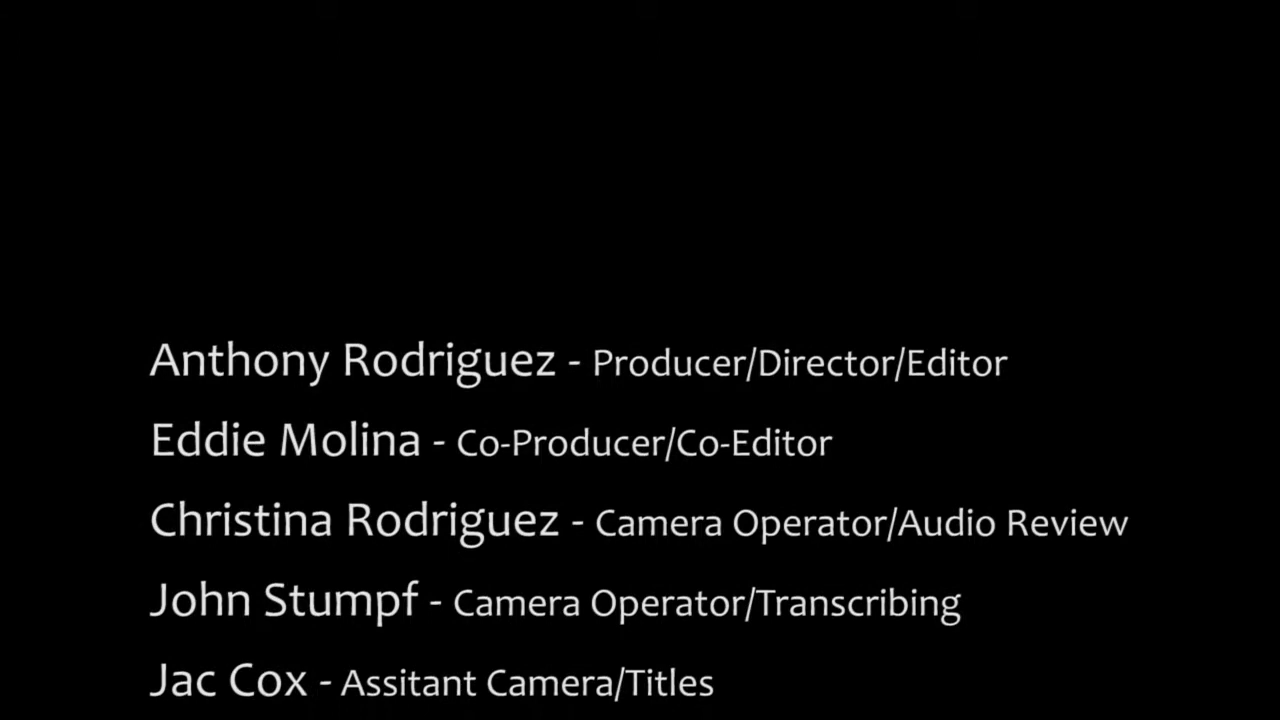 Anthony Rodriguez - Producer/Director/Editor
Eddie Molina - Co-Producer/Co-Editor
Christina Rodriguez - Camera Operator/Audio Review
John Stumpf - Camera Operator/Transcribing
Jac Cox - Assitant Camera/Titles